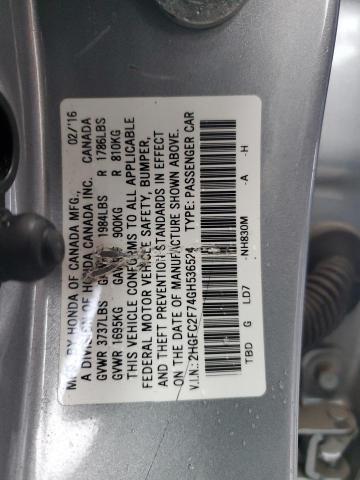 MFD. BY HONDA OF CANADA MFG., 02/'16
A DIVISION OF HONDA CANADA INC. CANADA
GVWR 3737LBS GAWR F 1984LBS R 1786LBS
GVWR 1695KG GAWR 900KG R 810KG
THIS VEHICLE CONFORMS TO ALL APPLICABLE
FEDERAL MOTOR VEHICLE SAFETY, BUMPER,
AND THEFT PREVENTION STANDARDS IN EFFECT
ON THE DATE OF MANUFACTURE SHOWN ABOVE.
V.I.N.: 2HGFC2F74GH536524 TYPE: PASSENGER CAR
TBD G LD7 -NH830M -A -H